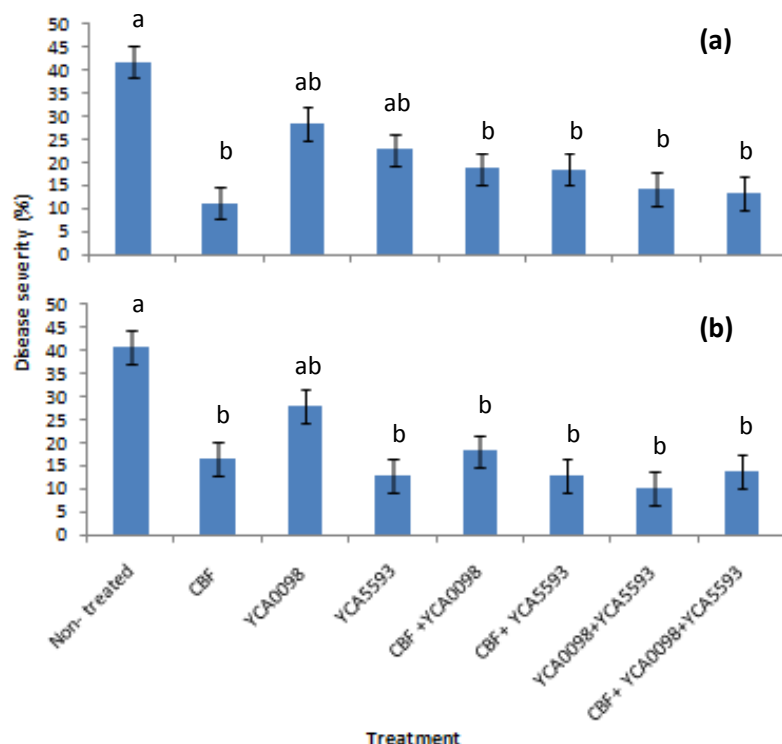 50
45
40
35
30
25
20
15
10
5
0
a
b
ab
ab
b
b
b
b
(a)
Disease severity (%)
50
45
40
35
30
25
20
15
10
5
0
a
b
ab
b
b
b
b
b
(b)
Non- treated
CBF
YCA0098
YCA5593
CBF +YCA0098
CBF+ YCA5593
YCA0098+YCA5593
CBF+ YCA0098+YCA5593
Treatment